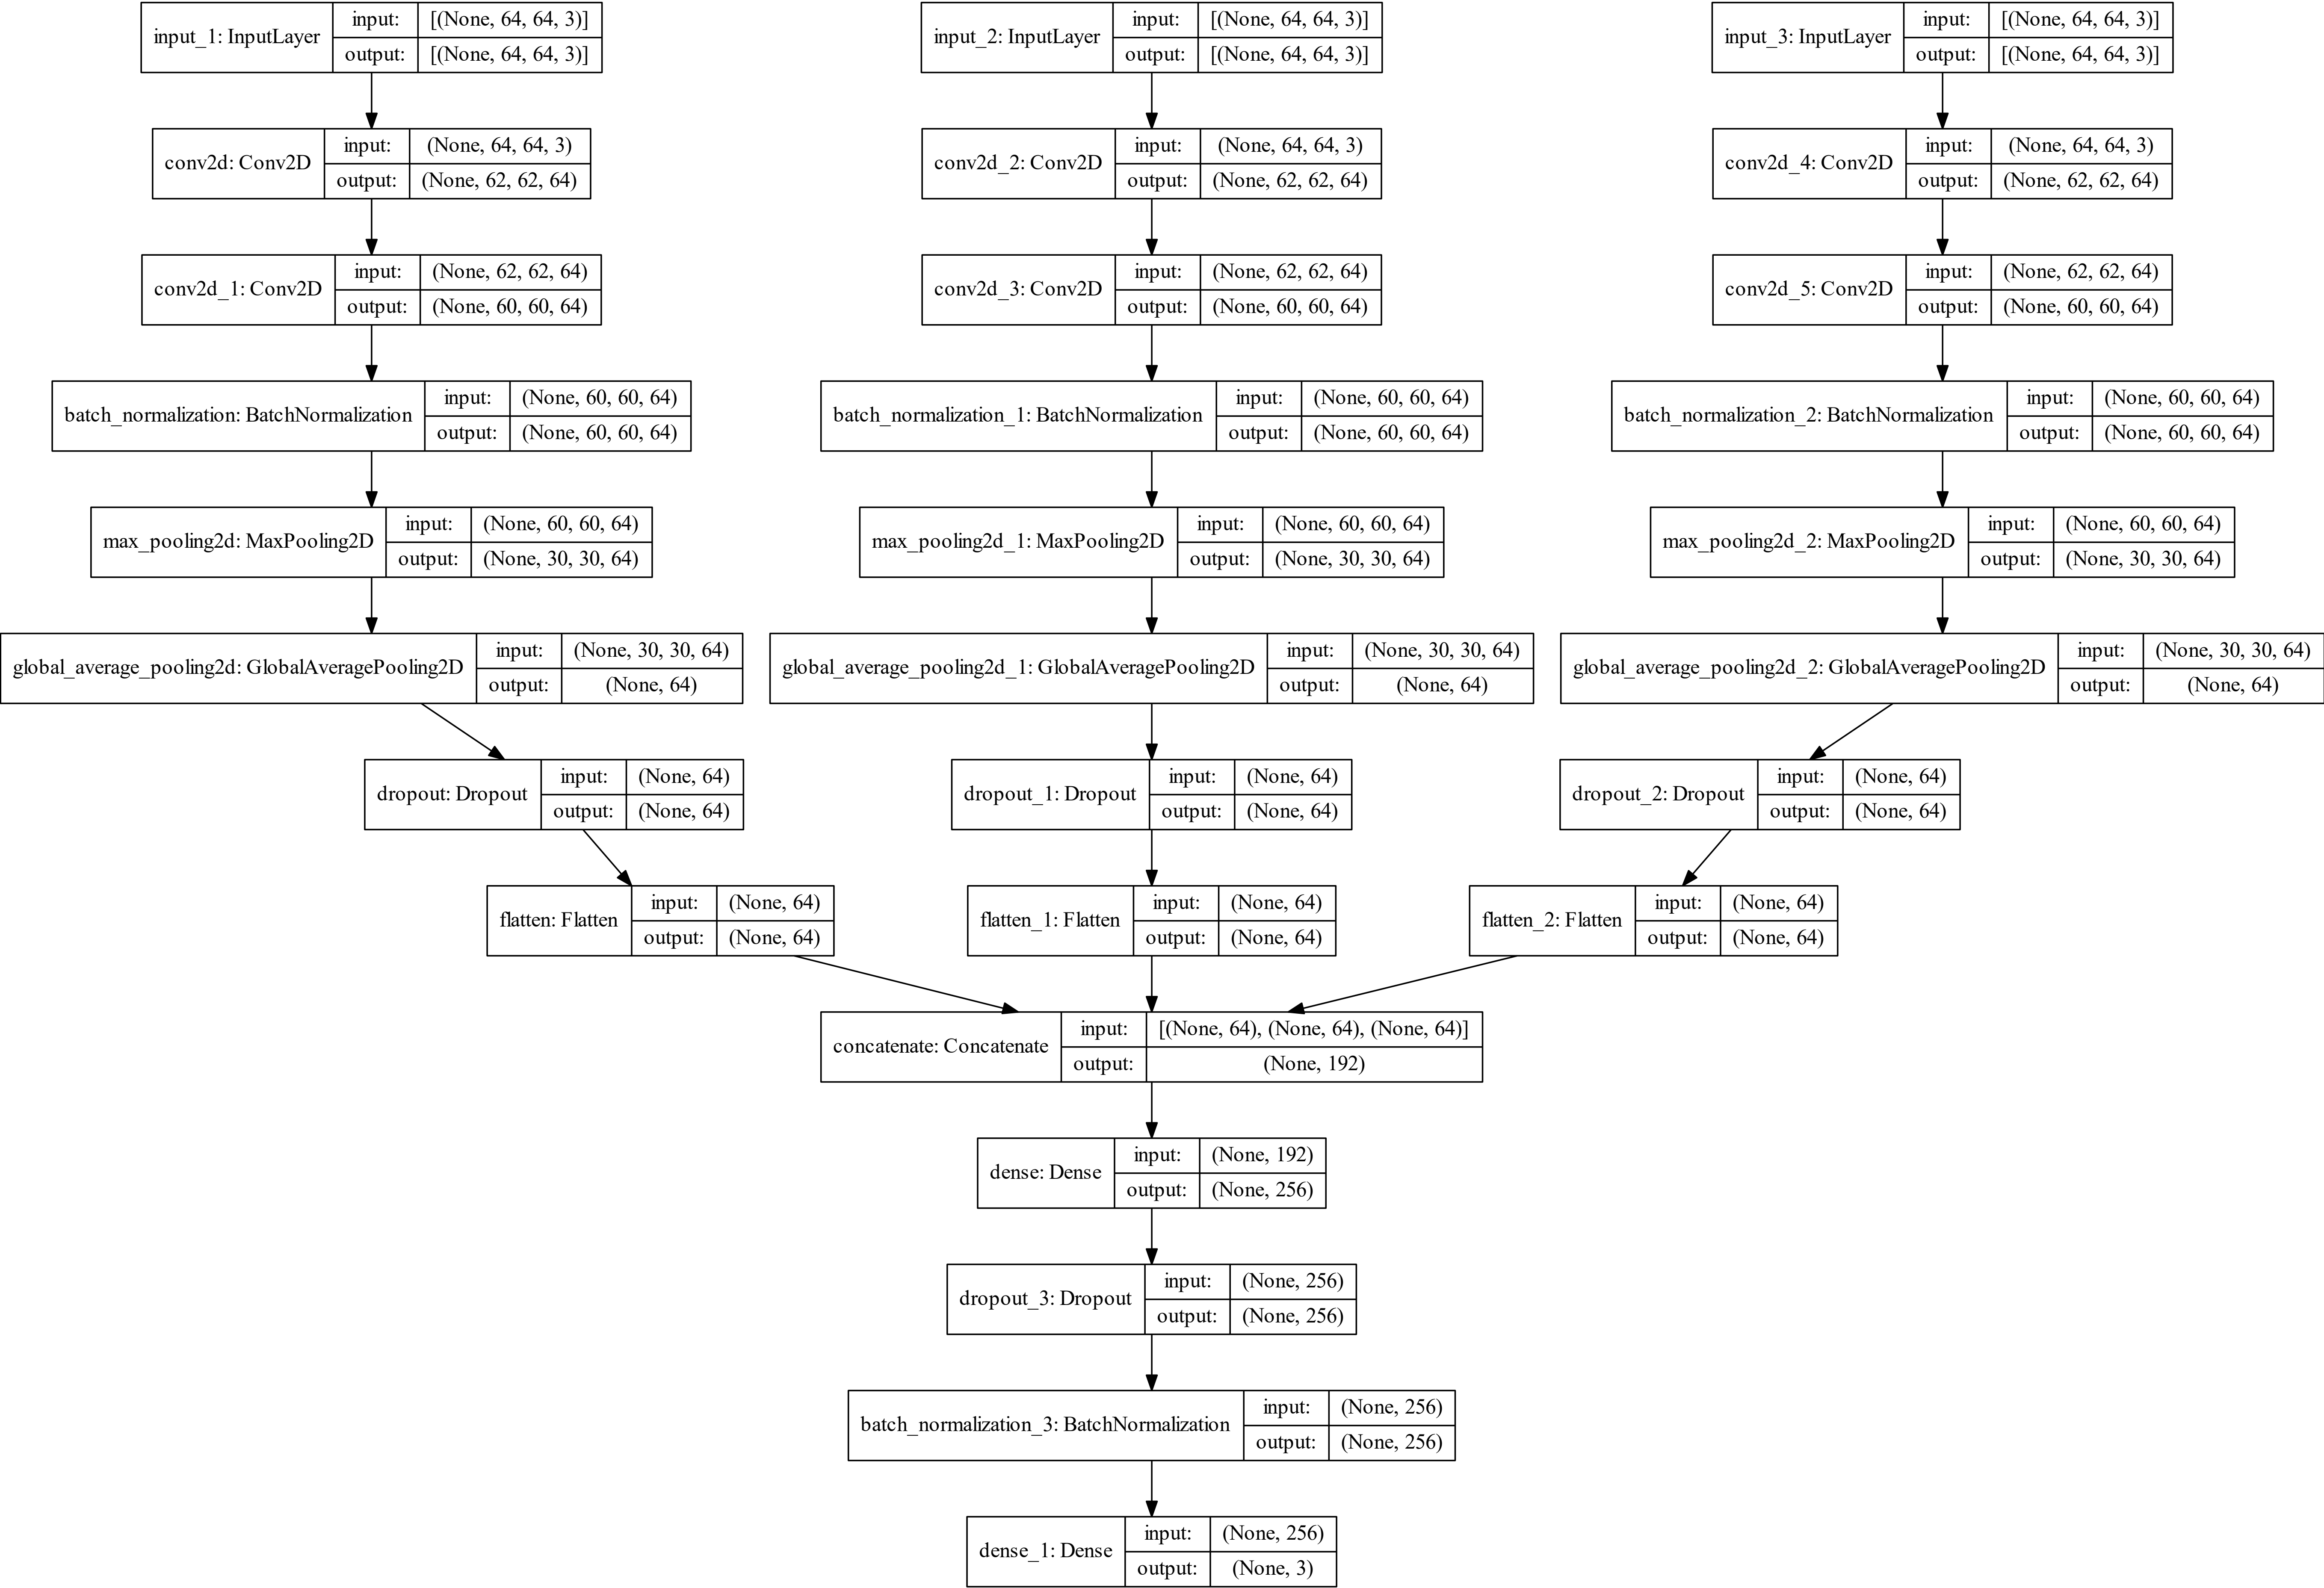 input_1: InputLayer
input: [(None, 64, 64, 3)]
output: [(None, 64, 64, 3)]
input_2: InputLayer
input: [(None, 64, 64, 3)]
output: [(None, 64, 64, 3)]
input_3: InputLayer
input: [(None, 64, 64, 3)]
output: [(None, 64, 64, 3)]
conv2d: Conv2D
input: (None, 64, 64, 3)
output: (None, 62, 62, 64)
conv2d_2: Conv2D
input: (None, 64, 64, 3)
output: (None, 62, 62, 64)
conv2d_4: Conv2D
input: (None, 64, 64, 3)
output: (None, 62, 62, 64)
conv2d_1: Conv2D
input: (None, 62, 62, 64)
output: (None, 60, 60, 64)
conv2d_3: Conv2D
input: (None, 62, 62, 64)
output: (None, 60, 60, 64)
conv2d_5: Conv2D
input: (None, 62, 62, 64)
output: (None, 60, 60, 64)
batch_normalization: BatchNormalization
input: (None, 60, 60, 64)
output: (None, 60, 60, 64)
batch_normalization_1: BatchNormalization
input: (None, 60, 60, 64)
output: (None, 60, 60, 64)
batch_normalization_2: BatchNormalization
input: (None, 60, 60, 64)
output: (None, 60, 60, 64)
max_pooling2d: MaxPooling2D
input: (None, 60, 60, 64)
output: (None, 30, 30, 64)
max_pooling2d_1: MaxPooling2D
input: (None, 60, 60, 64)
output: (None, 30, 30, 64)
max_pooling2d_2: MaxPooling2D
input: (None, 60, 60, 64)
output: (None, 30, 30, 64)
global_average_pooling2d: GlobalAveragePooling2D
input: (None, 30, 30, 64)
output: (None, 64)
global_average_pooling2d_1: GlobalAveragePooling2D
input: (None, 30, 30, 64)
output: (None, 64)
global_average_pooling2d_2: GlobalAveragePooling2D
input: (None, 30, 30, 64)
output: (None, 64)
dropout: Dropout
input: (None, 64)
output: (None, 64)
dropout_1: Dropout
input: (None, 64)
output: (None, 64)
dropout_2: Dropout
input: (None, 64)
output: (None, 64)
flatten: Flatten
input: (None, 64)
output: (None, 64)
flatten_1: Flatten
input: (None, 64)
output: (None, 64)
flatten_2: Flatten
input: (None, 64)
output: (None, 64)
concatenate: Concatenate
input: [(None, 64), (None, 64), (None, 64)]
output: (None, 192)
dense: Dense
input: (None, 192)
output: (None, 256)
dropout_3: Dropout
input: (None, 256)
output: (None, 256)
batch_normalization_3: BatchNormalization
input: (None, 256)
output: (None, 256)
dense_1: Dense
input: (None, 256)
output: (None, 3)